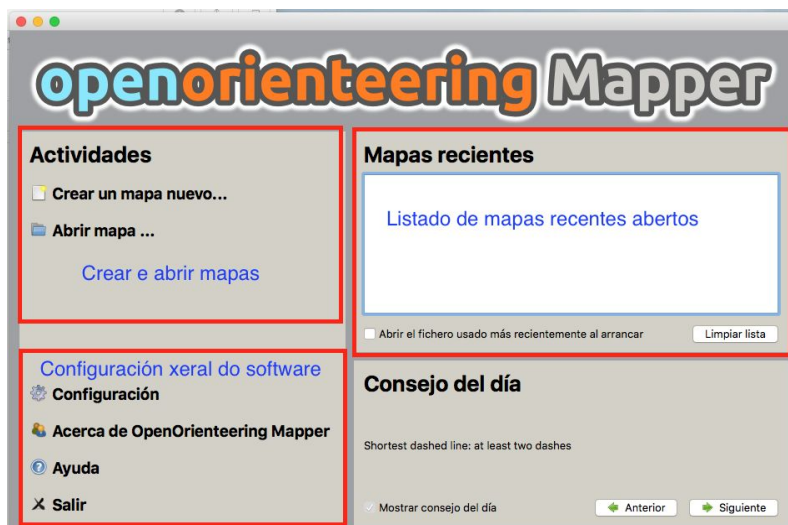 openorienteering Mapper
Actividades
Crear un mapa nuevo...
Abrir mapa ...
Crear e abrir mapas
Mapas recientes
Listado de mapas recentes abertos
Abrir el fichero usado más recientemente al arrancar
Limpiar lista
Configuración xeral do software
Configuración
Acerca de OpenOrienteering Mapper
Ayuda
Salir
Consejo del día
Shortest dashed line: at least two dashes
Mostrar consejo del día
Anterior
Siguiente